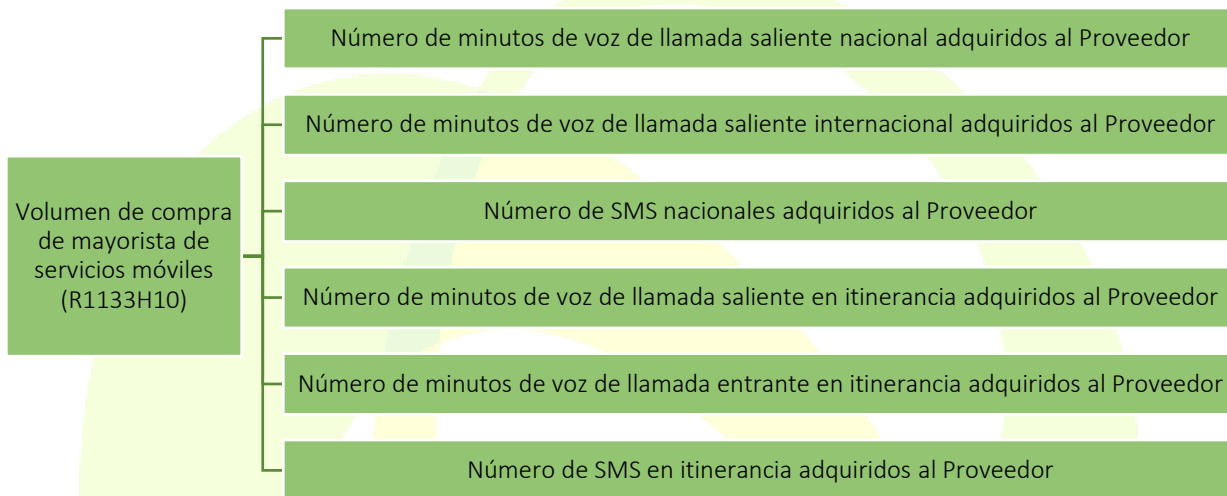 Número de minutos de voz de llamada saliente nacional adquiridos al Proveedor
Número de minutos de voz de llamada saliente internacional adquiridos al Proveedor
Volumen de compra
de mayorista de
servicios móviles
(R1133H10)
Número de SMS nacionales adquiridos al Proveedor
Número de minutos de voz de llamada saliente en itinerancia adquiridos al Proveedor
Número de minutos de voz de llamada entrante en itinerancia adquiridos al Proveedor
Número de SMS en itinerancia adquiridos al Proveedor